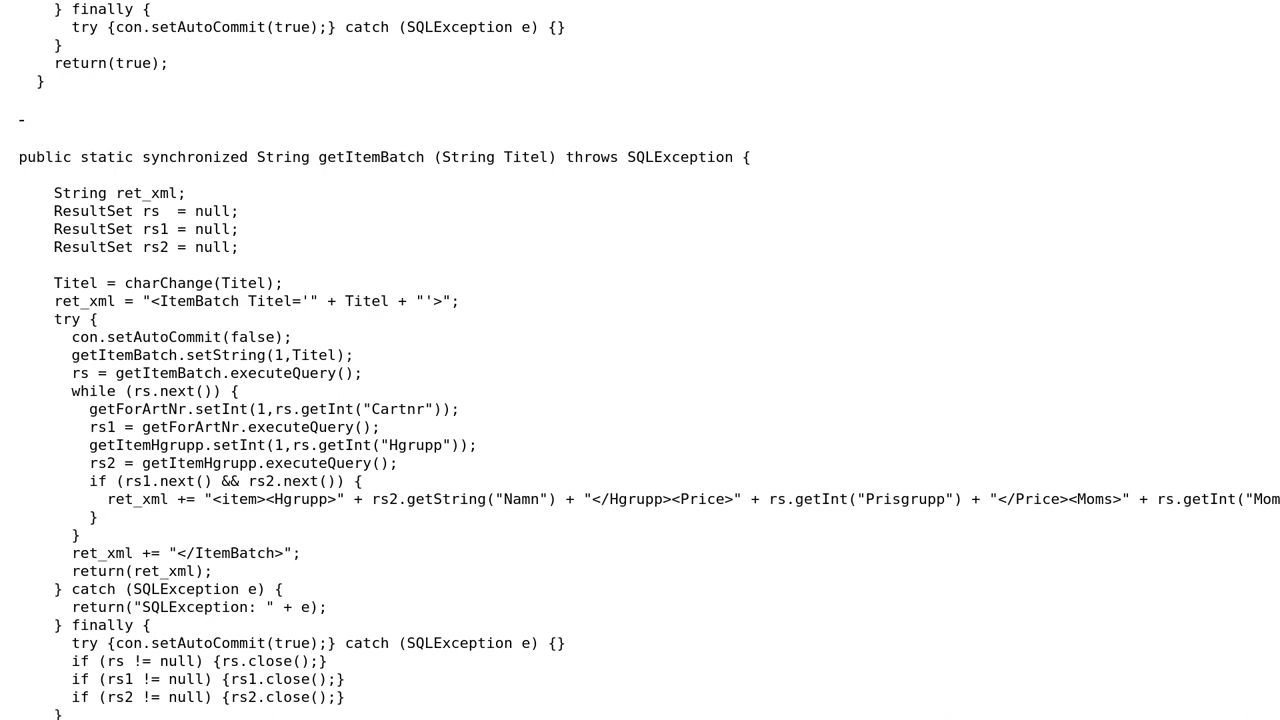 } finally {
try {con.setAutoCommit(true);} catch (SQLException e) {}
}
return(true);
}
-
public static synchronized String getItemBatch (String Titel) throws SQLException {
String ret_xml;
ResultSet rs  = null;
ResultSet rs1 = null;
ResultSet rs2 = null;
Titel = charChange(Titel);
ret_xml = "<ItemBatch Titel='" + Titel + "'>";
try {
con.setAutoCommit(false);
getItemBatch.setString(1,Titel);
rs = getItemBatch.executeQuery();
while (rs.next()) {
getForArtNr.setInt(1,rs.getInt("Cartnr"));
rs1 = getForArtNr.executeQuery();
getItemHgrupp.setInt(1,rs.getInt("Hgrupp"));
rs2 = getItemHgrupp.executeQuery();
if (rs1.next() && rs2.next()) {
ret_xml += "<item><Hgrupp>" + rs2.getString("Namn") + "</Hgrupp><Price>" + rs.getInt("Prisgrupp") + "</Price><Moms>" + rs.getInt("Mom
}
}
ret_xml += "</ItemBatch>";
return(ret_xml);
} catch (SQLException e) {
return("SQLException: " + e);
} finally {
try {con.setAutoCommit(true);} catch (SQLException e) {}
if (rs != null) {rs.close();}
if (rs1 != null) {rs1.close();}
if (rs2 != null) {rs2.close();}
}